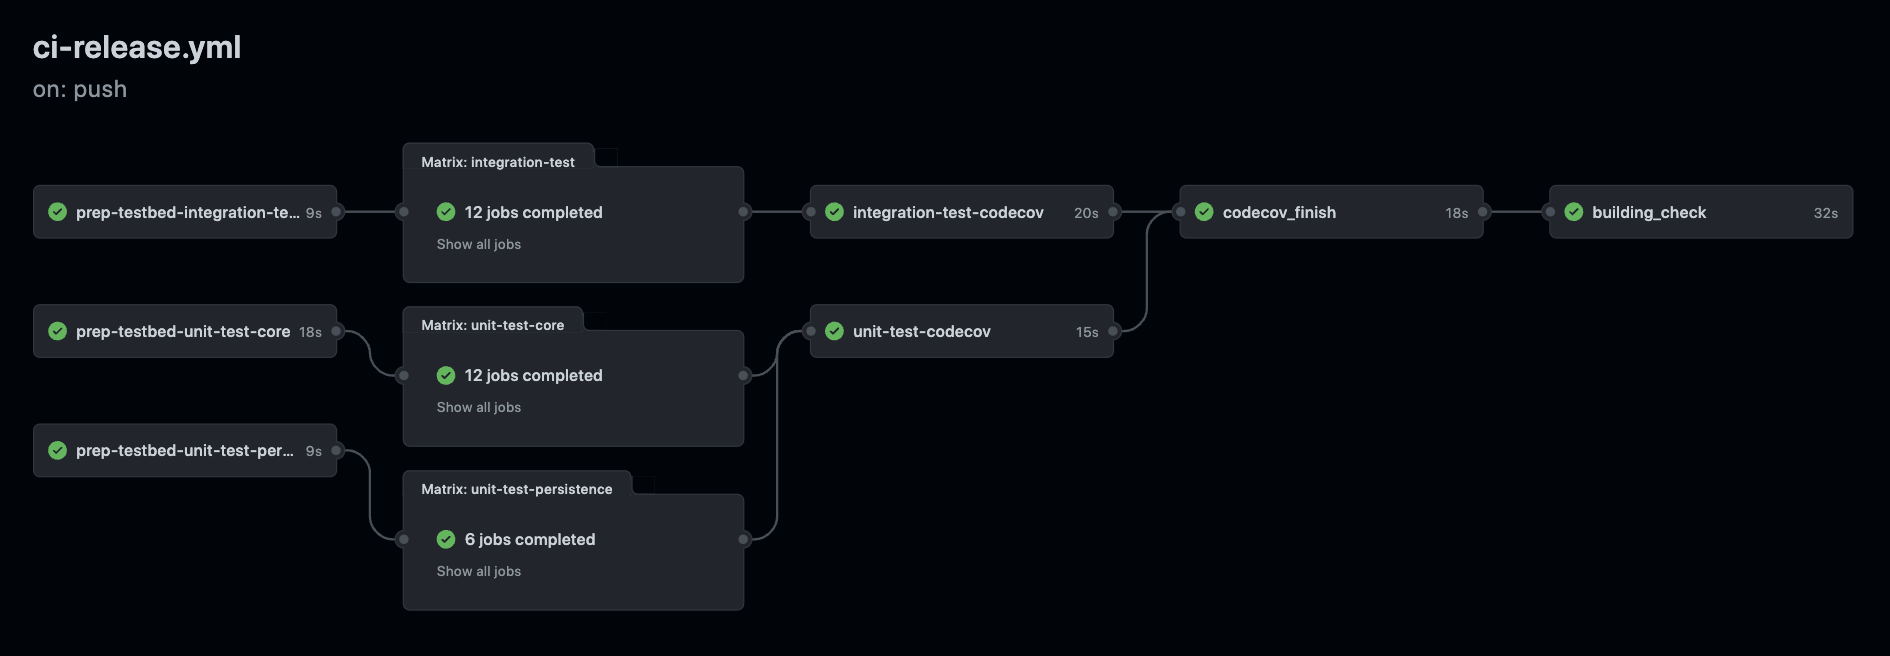 ci-release.yml
on: push
Matrix: integration-test
prep-testbed-integration-te... 9s
12 jobs completed
Show all jobs
integration-test-codecov 20s
codecov_finish 18s
building_check 32s
prep-testbed-unit-test-core 18s
Matrix: unit-test-core
12 jobs completed
Show all jobs
unit-test-codecov 15s
prep-testbed-unit-test-per... 9s
Matrix: unit-test-persistence
6 jobs completed
Show all jobs